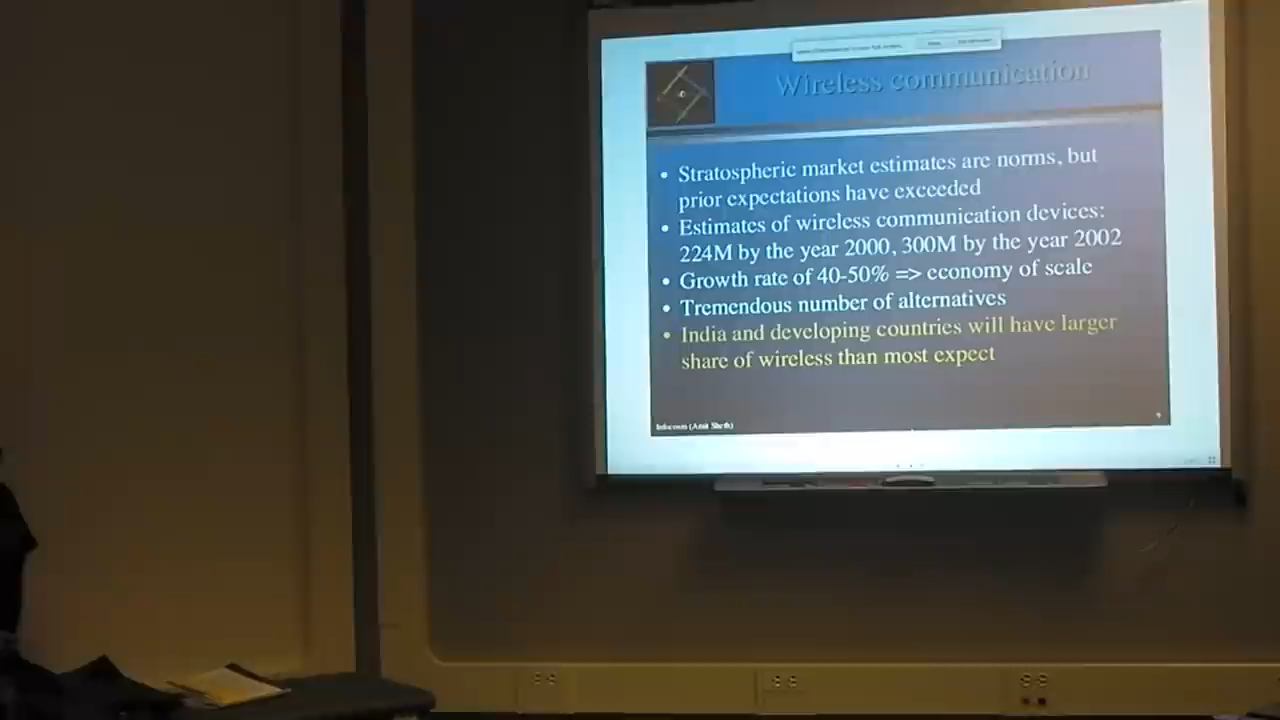 Wireless communication
• Stratospheric market estimates are norms, but
prior expectations have exceeded
• Estimates of wireless communication devices:
224M by the year 2000, 300M by the year 2002
• Growth rate of 40-50% => economy of scale
• Tremendous number of alternatives
• India and developing countries will have larger
share of wireless than most expect
(Amit Sheth)